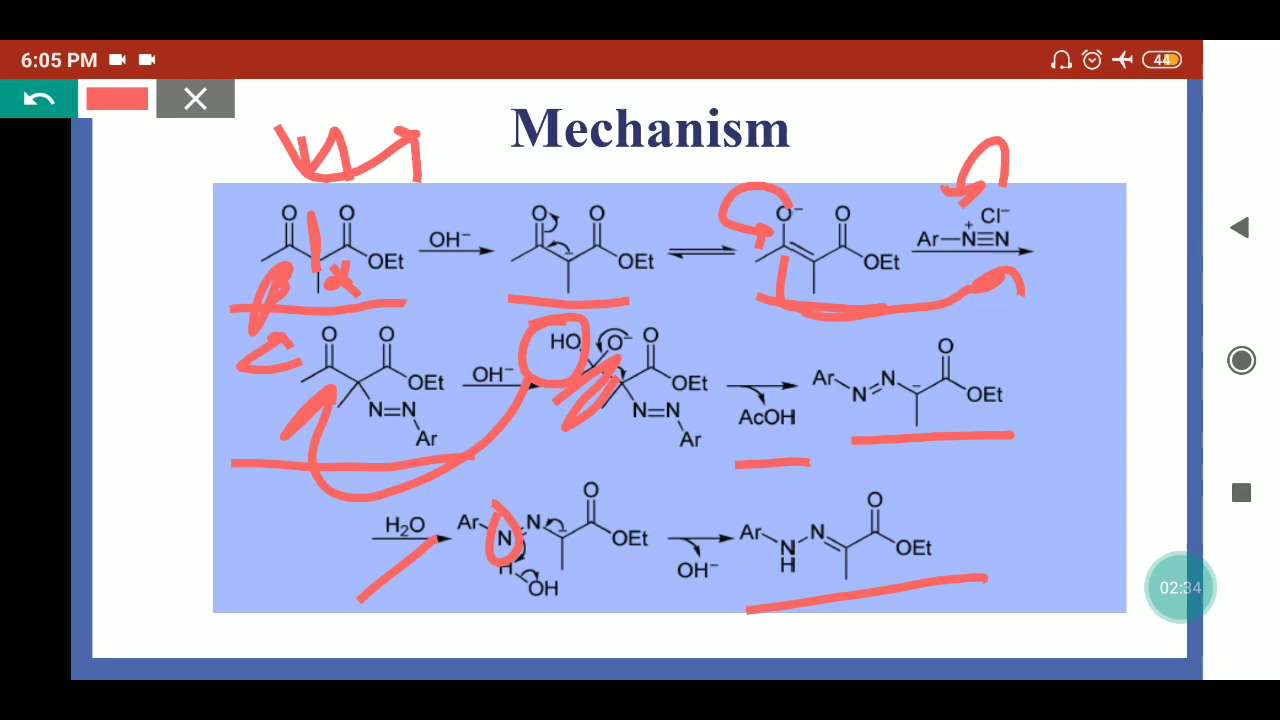 6:05 PM
44
Mechanism
O O OEt OH⁻ O O OEt O⁻ O OEt Ar–N⁺≡N Cl⁻
O O OEt N=N Ar OH⁻ HO O⁻ O OEt N=N Ar AcOH Ar N=N O OEt
H₂O Ar N N O OEt H OH OH⁻ Ar N H N O OEt
02:34